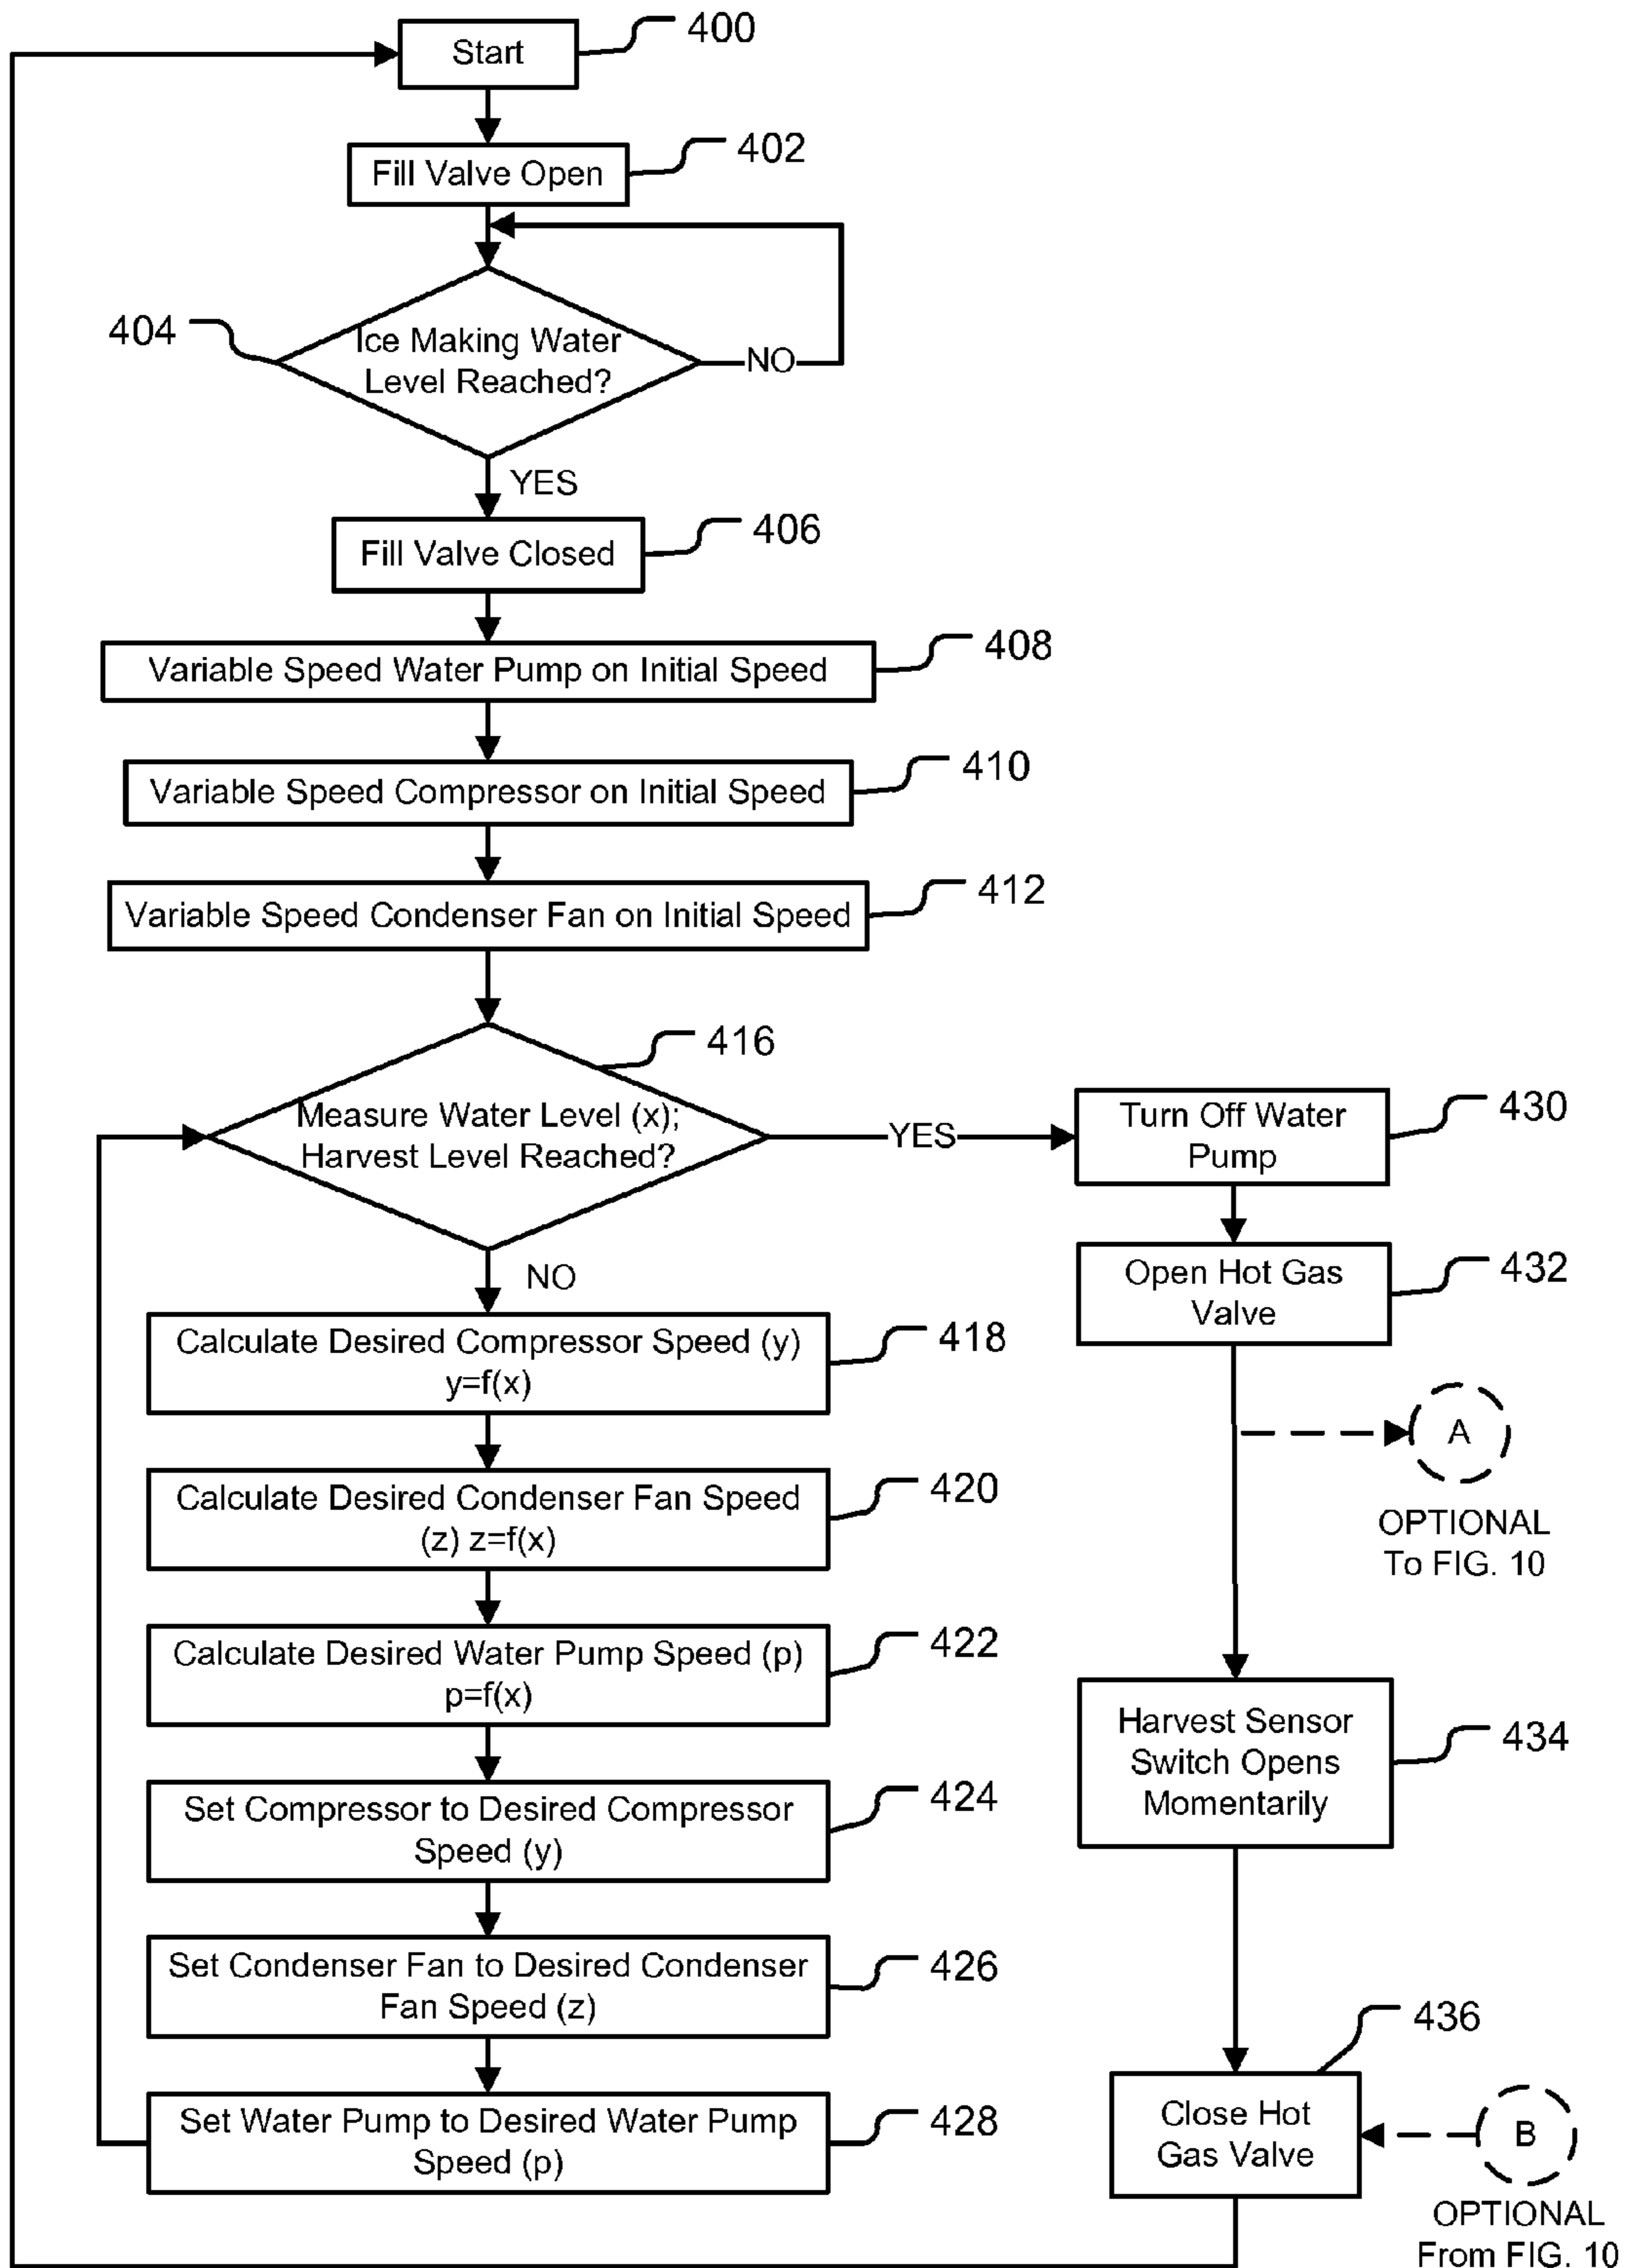 Start
400
Fill Valve Open
402
404
Ice Making Water
Level Reached?
NO
YES
Fill Valve Closed
406
Variable Speed Water Pump on Initial Speed
408
Variable Speed Compressor on Initial Speed
410
Variable Speed Condenser Fan on Initial Speed
412
416
Measure Water Level (x);
Harvest Level Reached?
YES
NO
Calculate Desired Compressor Speed (y)
y=f(x)
418
Calculate Desired Condenser Fan Speed
(z) z=f(x)
420
Calculate Desired Water Pump Speed (p)
p=f(x)
422
Set Compressor to Desired Compressor
Speed (y)
424
Set Condenser Fan to Desired Condenser
Fan Speed (z)
426
Set Water Pump to Desired Water Pump
Speed (p)
428
Turn Off Water
Pump
430
Open Hot Gas
Valve
432
A
OPTIONAL
To FIG. 10
Harvest Sensor
Switch Opens
Momentarily
434
436
Close Hot
Gas Valve
B
OPTIONAL
From FIG. 10